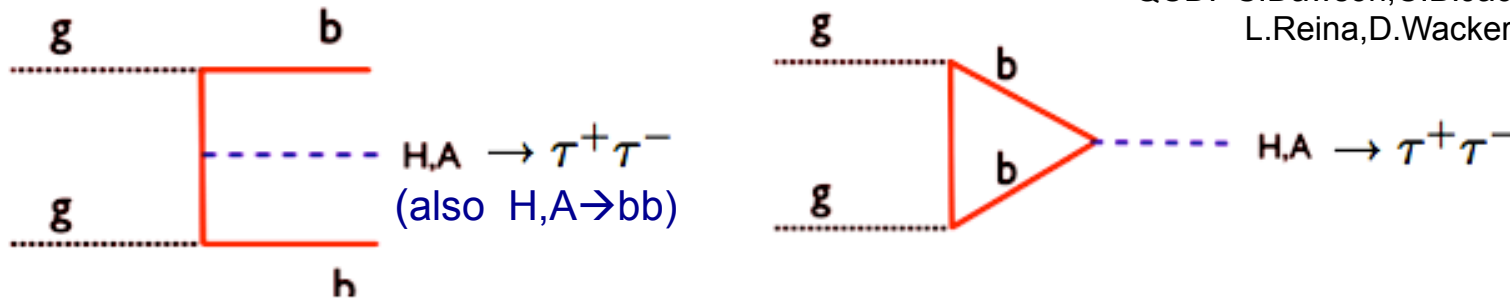 L.Reina,D.Wacker
g b
H,A → τ⁺τ⁻
(also H,A→bb)
g
b
g
b
H,A → τ⁺τ⁻
b
g